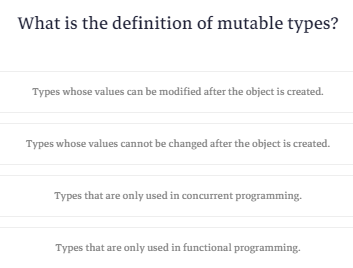 What is the definition of mutable types?
Types whose values can be modified after the object is created.
Types whose values cannot be changed after the object is created.
Types that are only used in concurrent programming.
Types that are only used in functional programming.